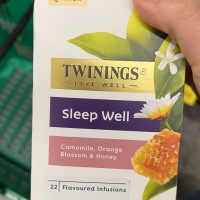 TWININGS®
LIVE WELL
Sleep Well
Camomile, Orange
Blossom & Honey
22 Flavoured Infusions